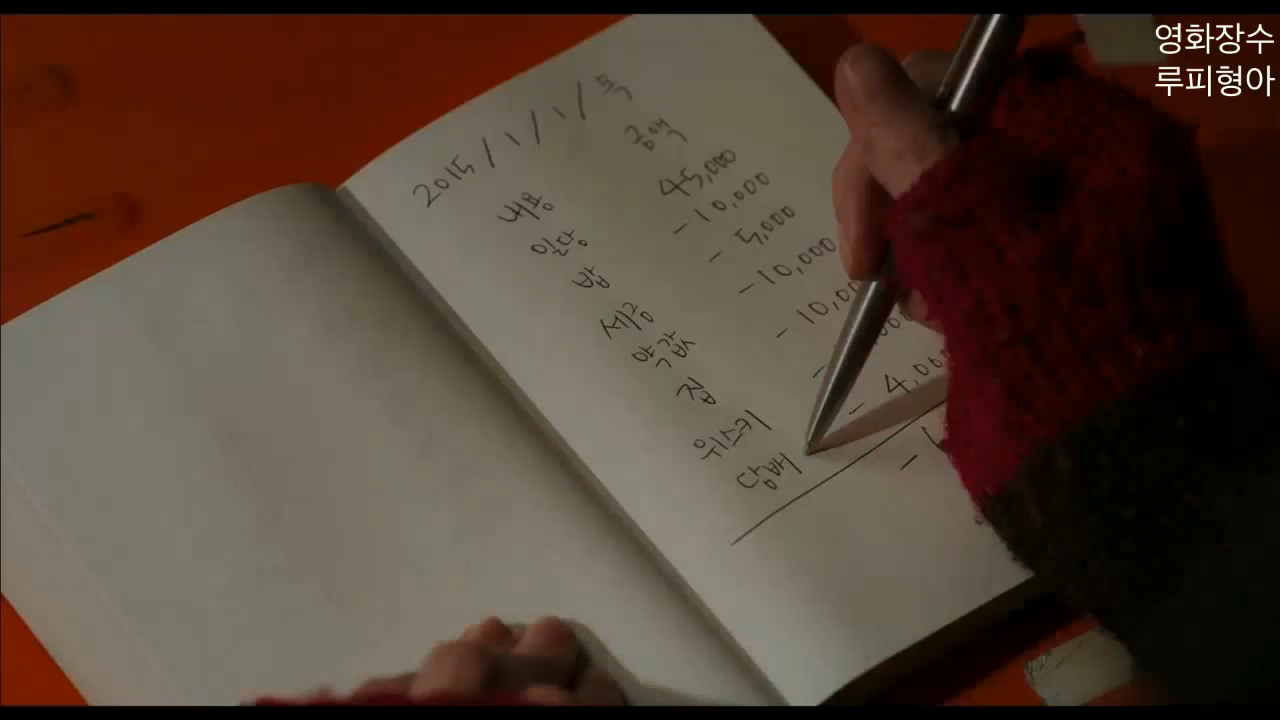 영화장수
루피형아
2015/1/1/목
내용 금액
일당 45,000
밥 -10,000
세금 -5,000
약값 -10,000
집 -10,00
위스키 -
담배 -4,000
-